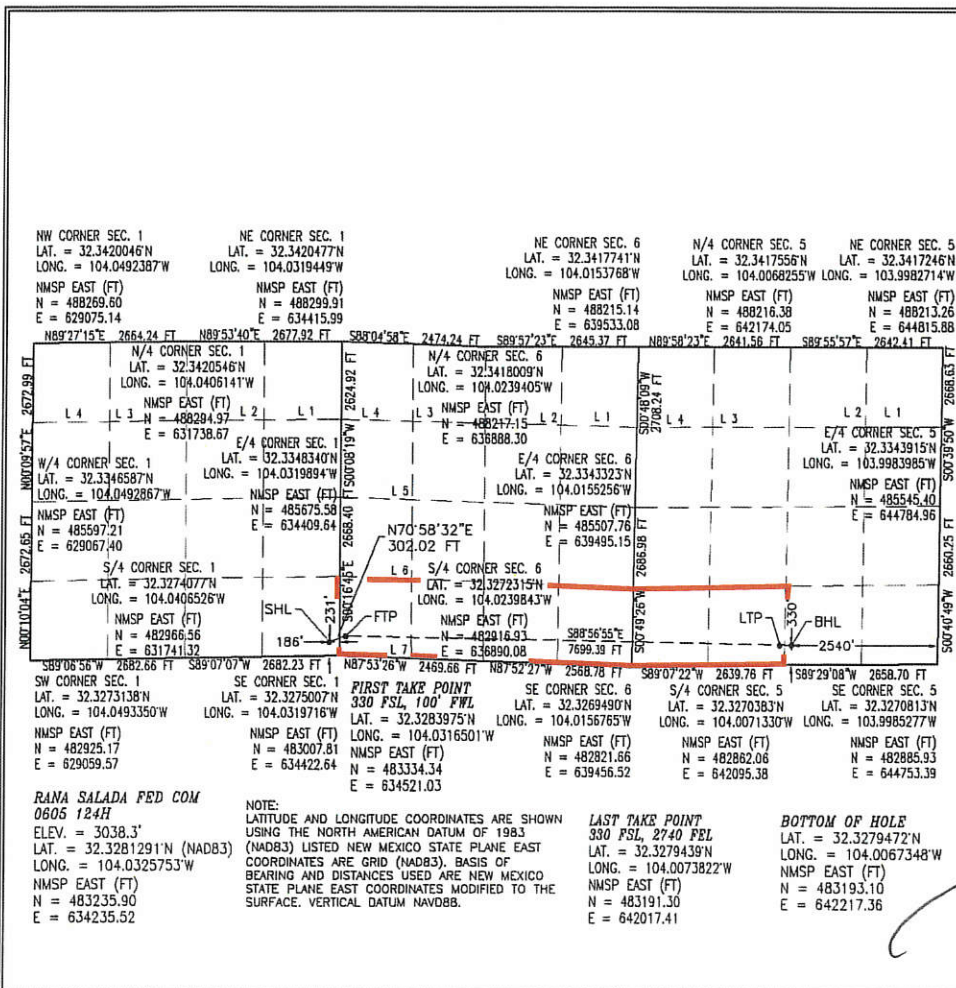 NW CORNER SEC. 1
LAT. = 32.3420046'N
LONG. = 104.0492387'W
NMSP EAST (FT)
N = 488269.60
E = 629075.14
NE CORNER SEC. 1
LAT. = 32.3420477'N
LONG. = 104.0319449'W
NMSP EAST (FT)
N = 488299.91
E = 634415.99
NE CORNER SEC. 6
LAT. = 32.3417741'N
LONG. = 104.0153768'W
NMSP EAST (FT)
N = 488215.14
E = 639533.08
N/4 CORNER SEC. 5
LAT. = 32.3417556'N
LONG. = 104.0068255'W
NMSP EAST (FT)
N = 488216.38
E = 642174.05
NE CORNER SEC. 5
LAT. = 32.3417246'N
LONG. = 103.9982714'W
NMSP EAST (FT)
N = 488213.26
E = 644815.88
N89°27'15"E 2664.24 FT
N89°53'40"E 2677.92 FT
S88°04'58"E 2474.24 FT
S89°57'23"E 2645.37 FT
N89°58'23"E 2641.56 FT
S89°55'57"E 2642.41 FT
N/4 CORNER SEC. 1
LAT. = 32.3420546'N
LONG. = 104.0406141'W
NMSP EAST (FT)
N = 488294.97
E = 631738.67
N/4 CORNER SEC. 6
LAT. = 32.3418009'N
LONG. = 104.0239405'W
NMSP EAST (FT)
N = 488217.15
E = 636888.30
L 4 L 3 L 2 L 1 L 4 L 3 L 2 L 1 L 4 L 3 L 2 L 1
2672.99 FT
N00°09'57"E
2624.92 FT
S00°08'19"W
S00°48'09"W
2708.24 FT
2668.63 FT
S00°39'50"W
W/4 CORNER SEC. 1
LAT. = 32.3346587'N
LONG. = 104.0492867'W
NMSP EAST (FT)
N = 485597.21
E = 629067.40
E/4 CORNER SEC. 1
LAT. = 32.3348340'N
LONG. = 104.0319894'W
NMSP EAST (FT)
N = 485675.58
E = 634409.64
L 5
E/4 CORNER SEC. 6
LAT. = 32.3343323'N
LONG. = 104.0155256'W
NMSP EAST (FT)
N = 485507.76
E = 639495.15
E/4 CORNER SEC. 5
LAT. = 32.3343915'N
LONG. = 103.9983985'W
NMSP EAST (FT)
N = 485545.40
E = 644784.96
2672.65 FT
N00°10'04"E
2668.40 FT
S00°16'45"E
2686.98 FT
S00°49'26"W
2660.25 FT
S00°40'49"W
N70°58'32"E
302.02 FT
S/4 CORNER SEC. 1
LAT. = 32.3274077'N
LONG. = 104.0406526'W
NMSP EAST (FT)
N = 482966.56
E = 631741.32
L 6
S/4 CORNER SEC. 6
LAT. = 32.3272315'N
LONG. = 104.0239843'W
NMSP EAST (FT)
N = 482916.93
E = 636890.08
SHL
231'
186'
FTP
L 7
S88°56'55"E
7699.39 FT
LTP
330'
BHL
2540'
S89°06'56"W 2682.66 FT
S89°07'07"W 2682.23 FT
N87°53'26"W 2469.66 FT
N87°52'27"W 2568.78 FT
S89°07'22"W 2639.76 FT
S89°29'08"W 2658.70 FT
SW CORNER SEC. 1
LAT. = 32.3273138'N
LONG. = 104.0493350'W
NMSP EAST (FT)
N = 482925.17
E = 629059.57
SE CORNER SEC. 1
LAT. = 32.3275007'N
LONG. = 104.0319716'W
NMSP EAST (FT)
N = 483007.81
E = 634422.64
FIRST TAKE POINT
330 FSL, 100' FWL
LAT. = 32.3283975'N
LONG. = 104.0316501'W
NMSP EAST (FT)
N = 483334.34
E = 634521.03
SE CORNER SEC. 6
LAT. = 32.3269490'N
LONG. = 104.0156765'W
NMSP EAST (FT)
N = 482821.66
E = 639456.52
S/4 CORNER SEC. 5
LAT. = 32.3270383'N
LONG. = 104.0071330'W
NMSP EAST (FT)
N = 482862.06
E = 642095.38
SE CORNER SEC. 5
LAT. = 32.3270813'N
LONG. = 103.9985277'W
NMSP EAST (FT)
N = 482885.93
E = 644753.39
RANA SALADA FED COM
0605 124H
ELEV. = 3038.3'
LAT. = 32.3281291'N (NAD83)
LONG. = 104.0325753'W
NMSP EAST (FT)
N = 483235.90
E = 634235.52
NOTE:
LATITUDE AND LONGITUDE COORDINATES ARE SHOWN
USING THE NORTH AMERICAN DATUM OF 1983
(NAD83) LISTED NEW MEXICO STATE PLANE EAST
COORDINATES ARE GRID (NAD83). BASIS OF
BEARING AND DISTANCES USED ARE NEW MEXICO
STATE PLANE EAST COORDINATES MODIFIED TO THE
SURFACE. VERTICAL DATUM NAVD88.
LAST TAKE POINT
330 FSL, 2740 FEL
LAT. = 32.3279439'N
LONG. = 104.0073822'W
NMSP EAST (FT)
N = 483191.30
E = 642017.41
BOTTOM OF HOLE
LAT. = 32.3279472'N
LONG. = 104.0067348'W
NMSP EAST (FT)
N = 483193.10
E = 642217.36